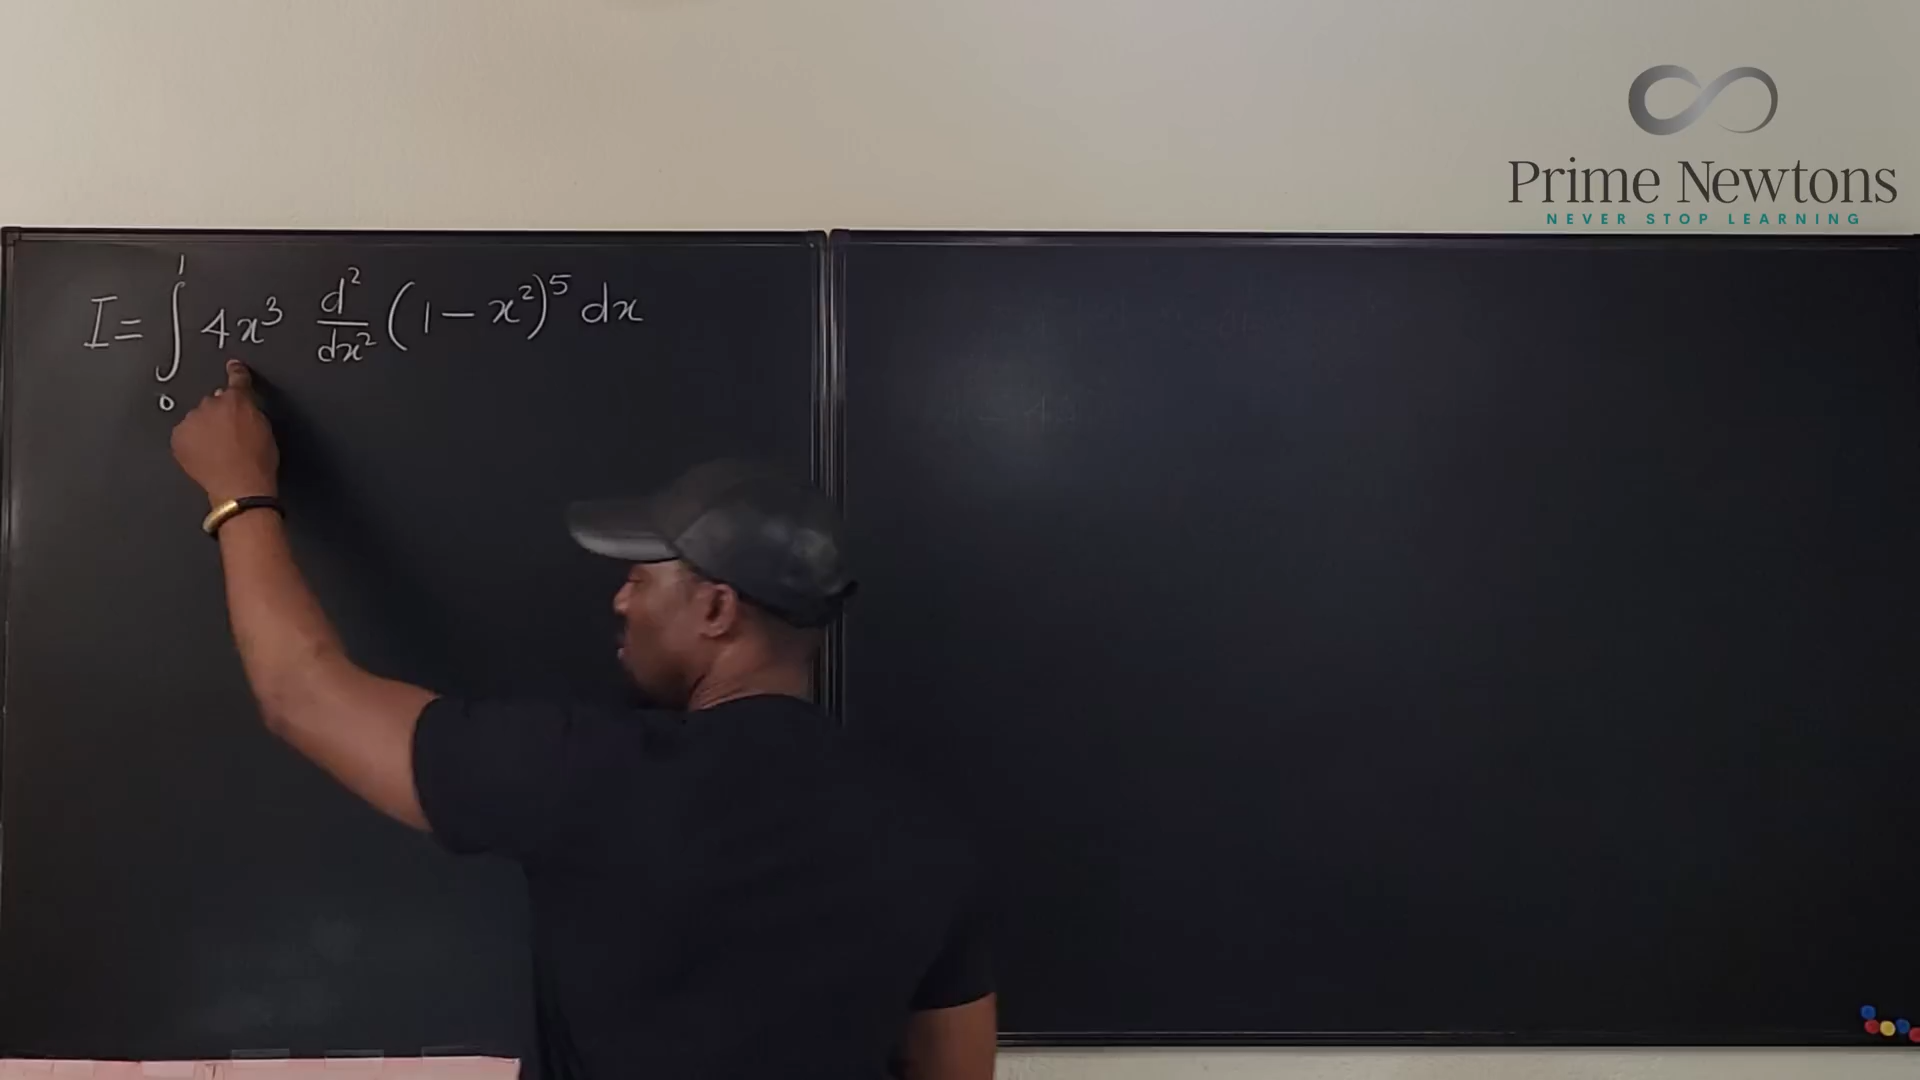 Prime Newtons
NEVER STOP LEARNING
I = ∫₀¹ 4x³ d²/dx² (1 - x²)⁵ dx